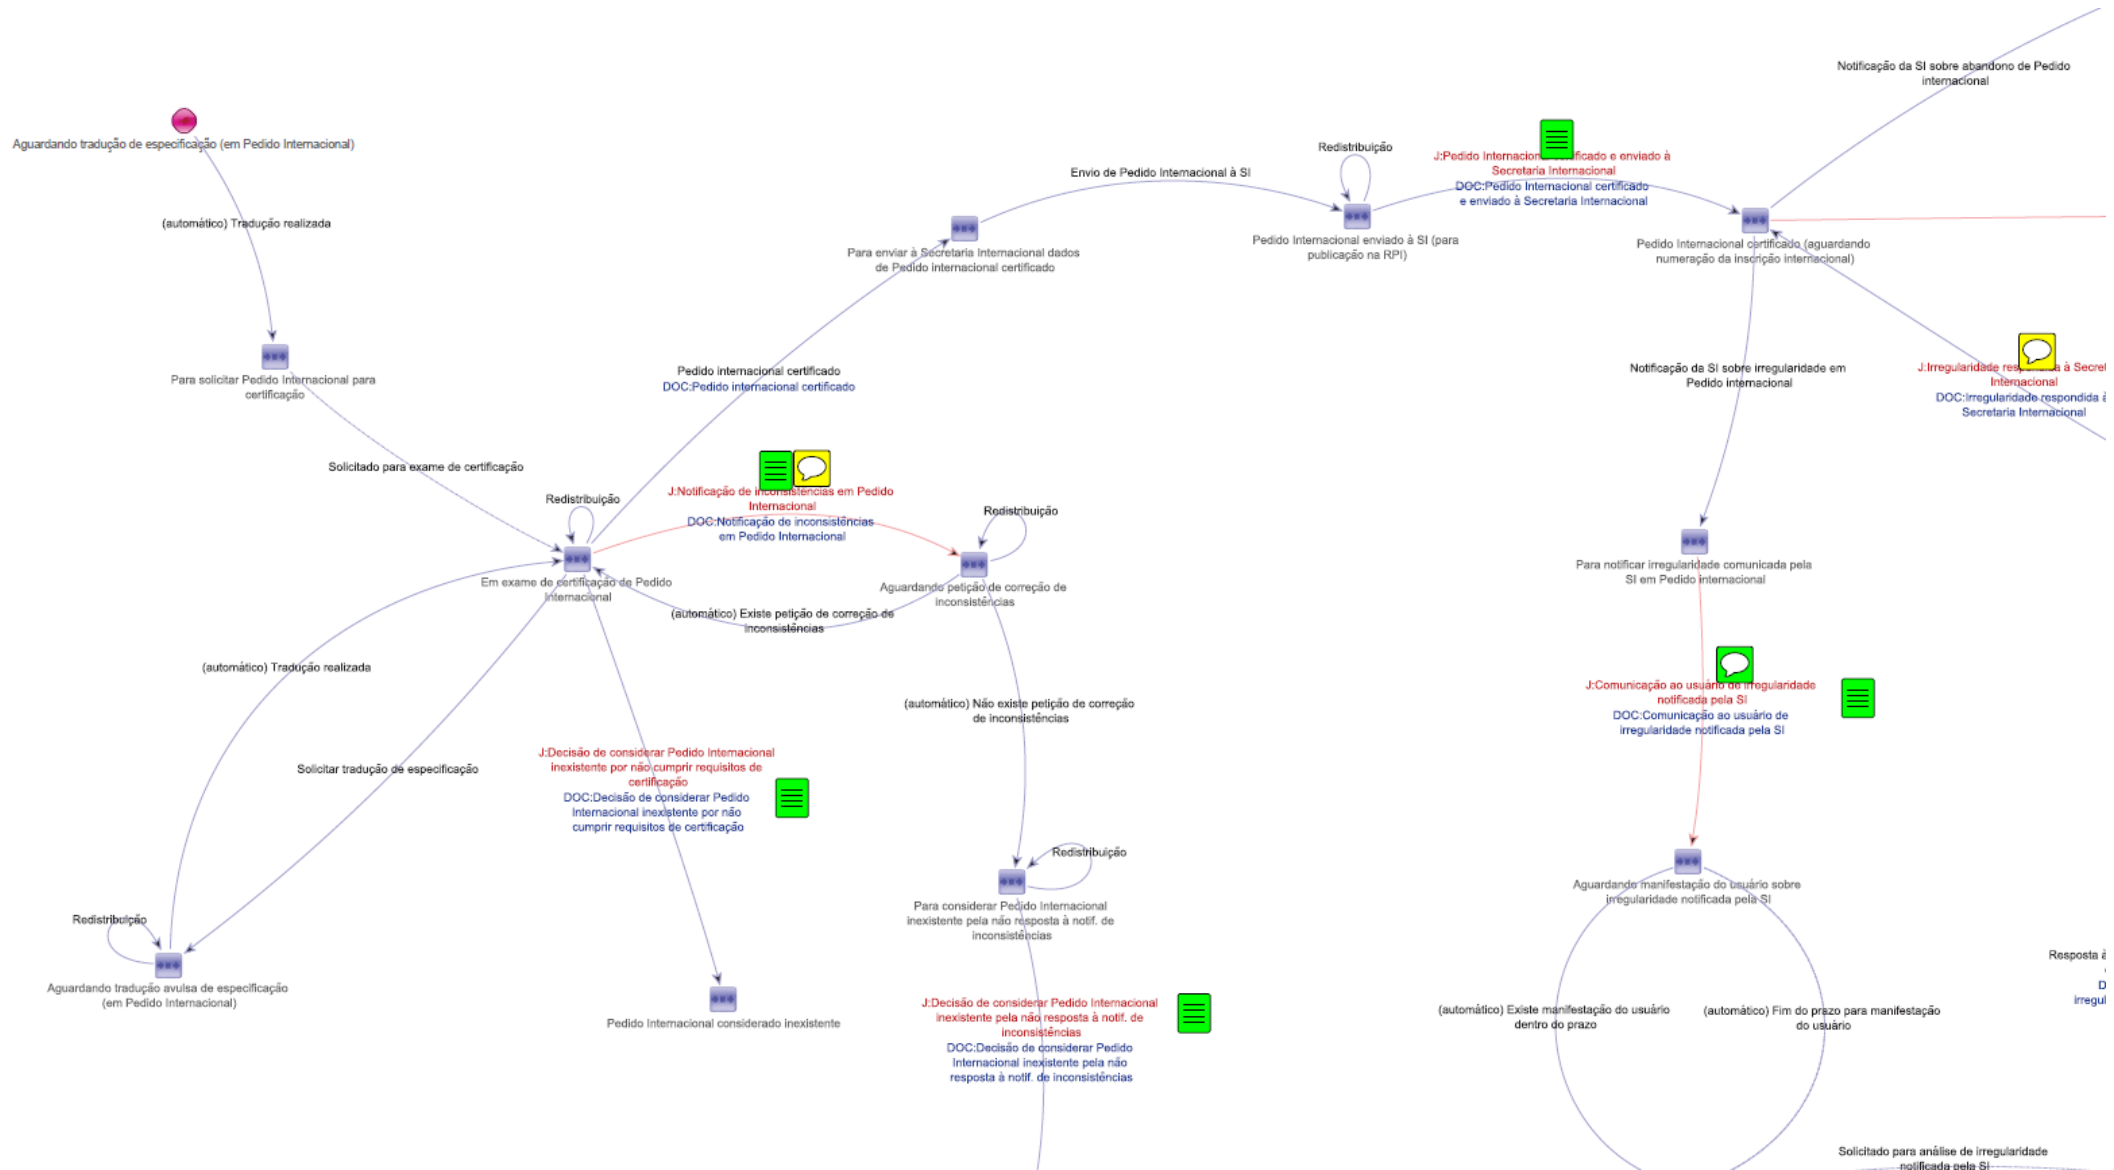 Notificação da SI sobre abandono de Pedido
internacional
Aguardando tradução de especificação (em Pedido Internacional)
(automático) Tradução realizada
Para solicitar Pedido Internacional para
certificação
Solicitado para exame de certificação
Redistribuição
Em exame de certificação de Pedido
Internacional
Pedido internacional certificado
DOC:Pedido internacional certificado
Para enviar à Secretaria Internacional dados
de Pedido internacional certificado
Envio de Pedido Internacional à SI
Redistribuição
Pedido Internacional enviado à SI (para
publicação na RPI)
J:Pedido Internacional certificado e enviado à
Secretaria Internacional
DOC:Pedido Internacional certificado
e enviado à Secretaria Internacional
Pedido Internacional certificado (aguardando
numeração da inscrição internacional)
J:Notificação de inconsistências em Pedido
Internacional
DOC:Notificação de inconsistências
em Pedido Internacional
Redistribuição
Aguardando petição de correção de
inconsistências
(automático) Existe petição de correção de
inconsistências
(automático) Não existe petição de correção
de inconsistências
Redistribuição
Para considerar Pedido Internacional
inexistente pela não resposta à notif. de
inconsistências
J:Decisão de considerar Pedido Internacional
inexistente pela não resposta à notif. de
inconsistências
DOC:Decisão de considerar Pedido
Internacional inexistente pela não
resposta à notif. de inconsistências
(automático) Tradução realizada
Solicitar tradução de especificação
Redistribuição
Aguardando tradução avulsa de especificação
(em Pedido Internacional)
J:Decisão de considerar Pedido Internacional
inexistente por não cumprir requisitos de
certificação
DOC:Decisão de considerar Pedido
Internacional inexistente por não
cumprir requisitos de certificação
Pedido Internacional considerado inexistente
Notificação da SI sobre irregularidade em
Pedido internacional
J:Irregularidade respondida à Secret
Internacional
DOC:Irregularidade respondida à
Secretaria Internacional
Para notificar irregularidade comunicada pela
SI em Pedido internacional
J:Comunicação ao usuário de irregularidade
notificada pela SI
DOC:Comunicação ao usuário de
irregularidade notificada pela SI
Aguardando manifestação do usuário sobre
irregularidade notificada pela SI
(automático) Existe manifestação do usuário
dentro do prazo
(automático) Fim do prazo para manifestação
do usuário
Resposta à
D
irregul
Solicitado para análise de irregularidade
notificada pela SI